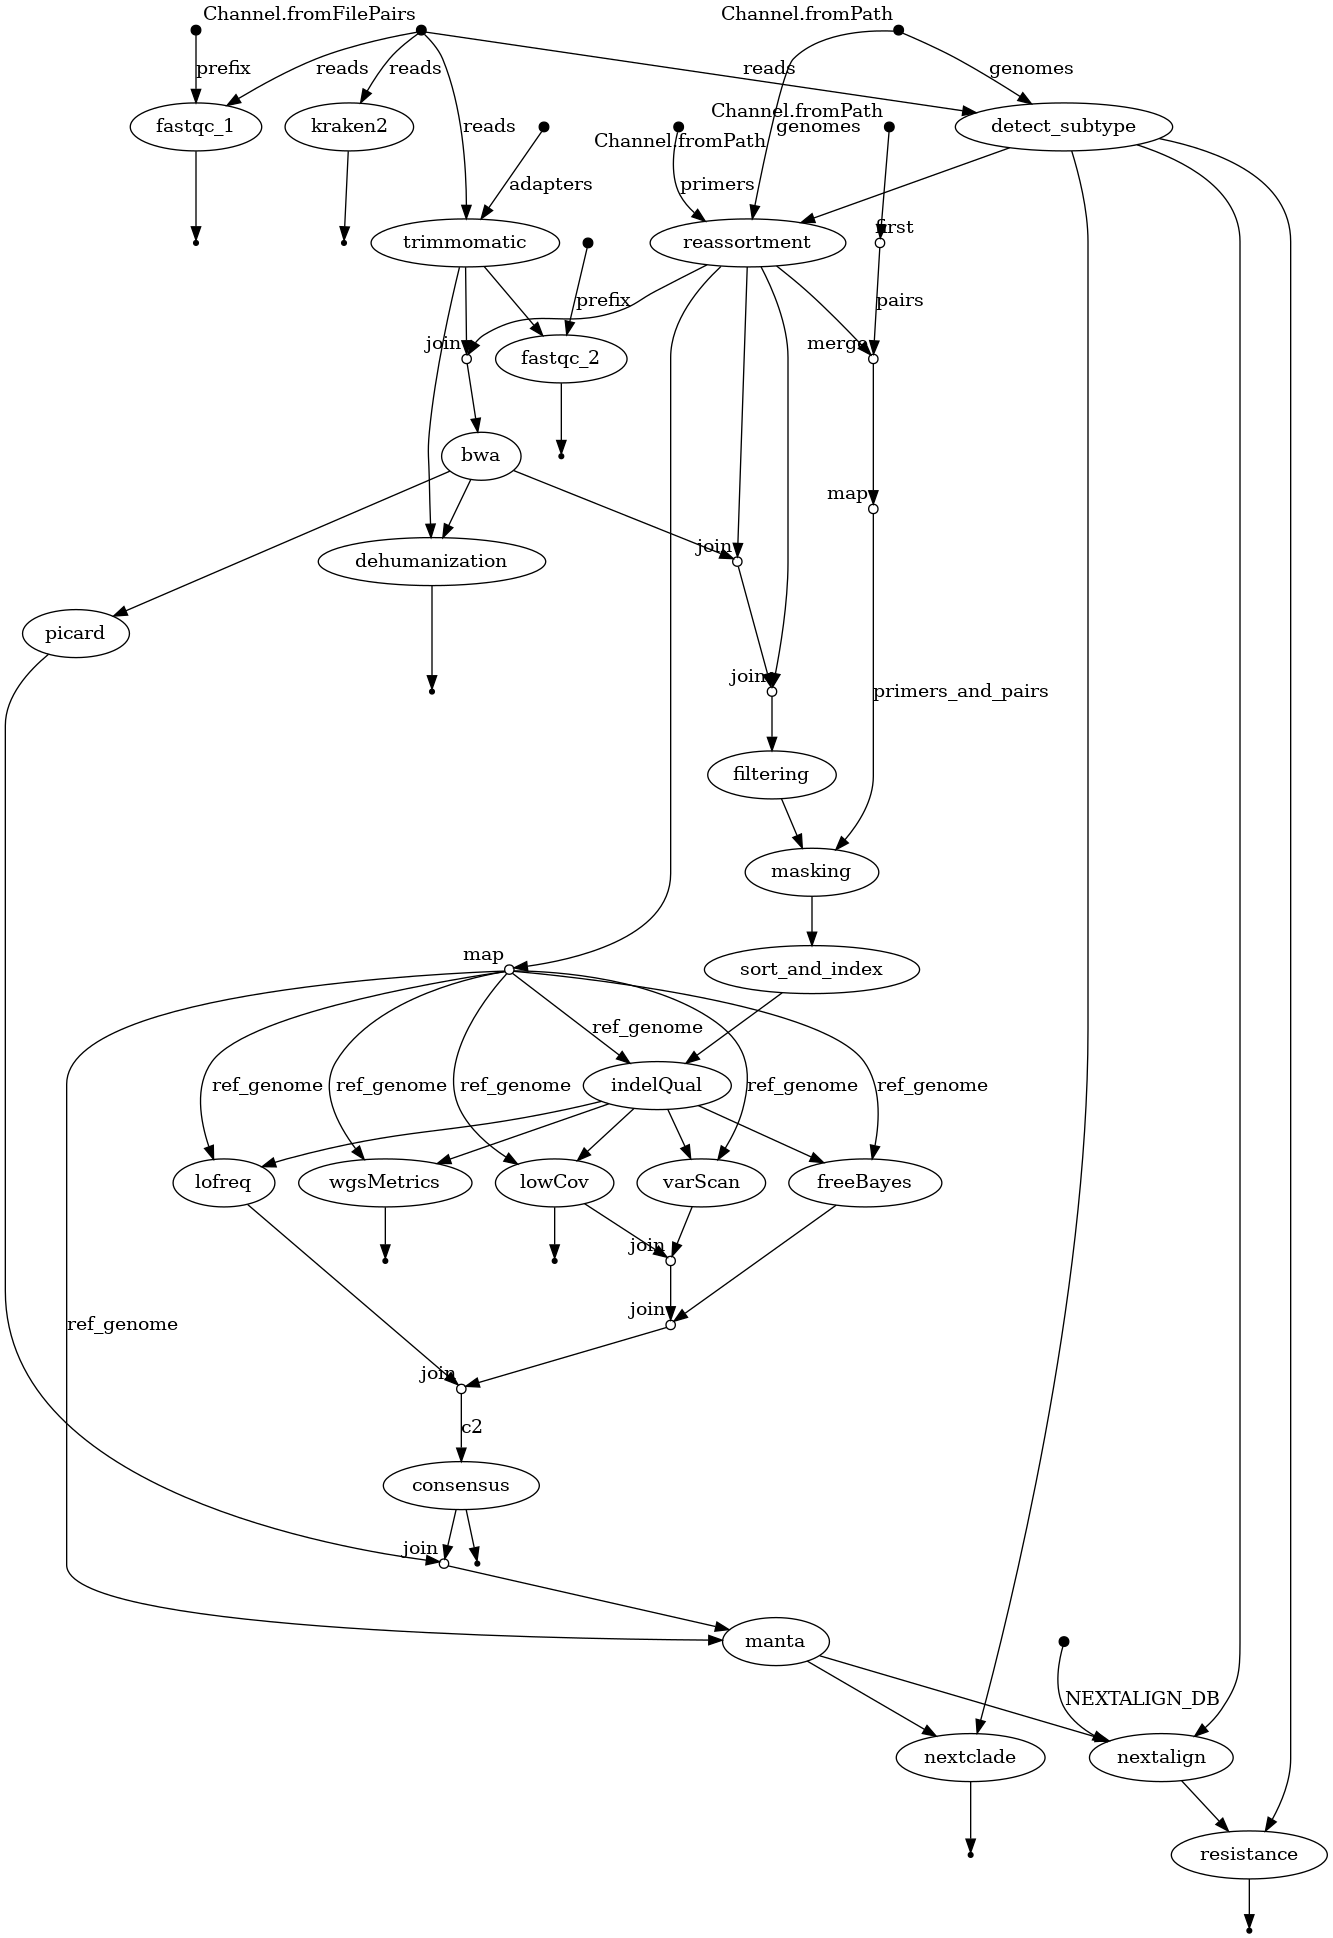 Channel.fromFilePairs
Channel.fromPath
prefix
reads
reads
reads
genomes
fastqc_1
kraken2
reads
Channel.fromPath
genomes
detect_subtype
Channel.fromPath
adapters
primers
first
trimmomatic
reassortment
prefix
pairs
join
merge
fastqc_2
bwa
map
join
dehumanization
picard
join
primers_and_pairs
filtering
masking
map
sort_and_index
ref_genome
ref_genome
ref_genome
ref_genome
indelQual
ref_genome
ref_genome
lofreq
wgsMetrics
lowCov
varScan
freeBayes
join
join
ref_genome
join
c2
consensus
join
manta
NEXTALIGN_DB
nextclade
nextalign
resistance